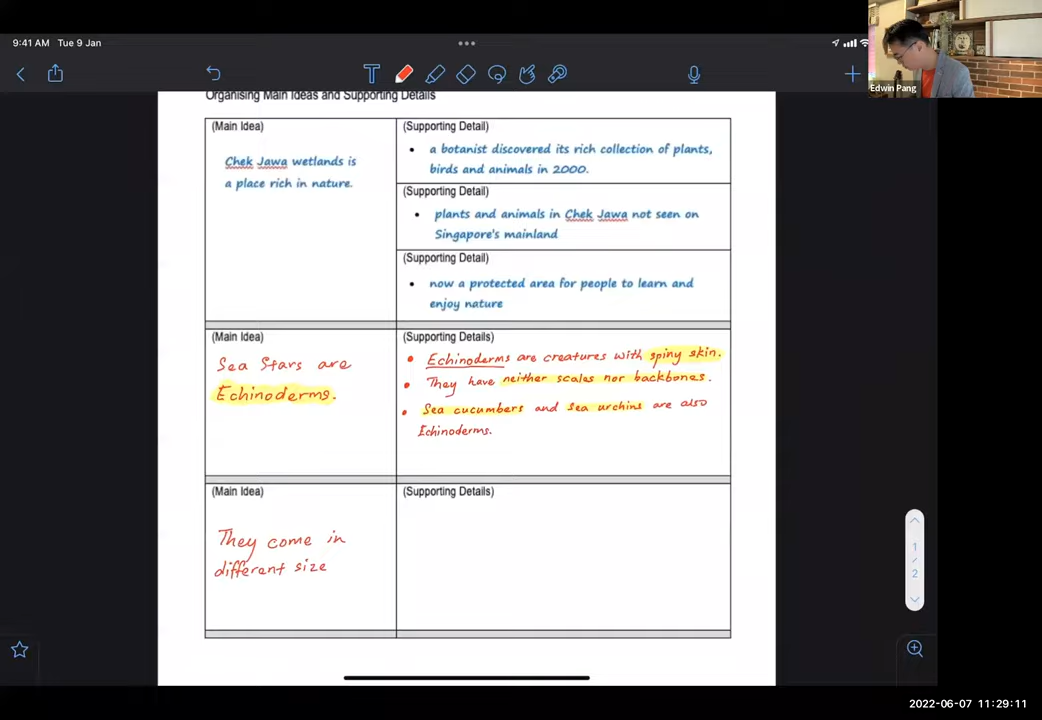 9:41 AM Tue 9 Jan
Edwin Pang
Organising Main Ideas and Supporting Details
(Main Idea)
Chek Jawa wetlands is
a place rich in nature.
(Supporting Detail)
• a botanist discovered its rich collection of plants,
birds and animals in 2000.
(Supporting Detail)
• plants and animals in Chek Jawa not seen on
Singapore's mainland
(Supporting Detail)
• now a protected area for people to learn and
enjoy nature
(Main Idea)
Sea Stars are
Echinoderms.
(Supporting Details)
• Echinoderms are creatures with spiny skin.
• They have neither scales nor backbones.
• Sea cucumbers and sea urchins are also
Echinoderms.
(Main Idea)
They come in
different size
(Supporting Details)
1
/
2
2022-06-07 11:29:11